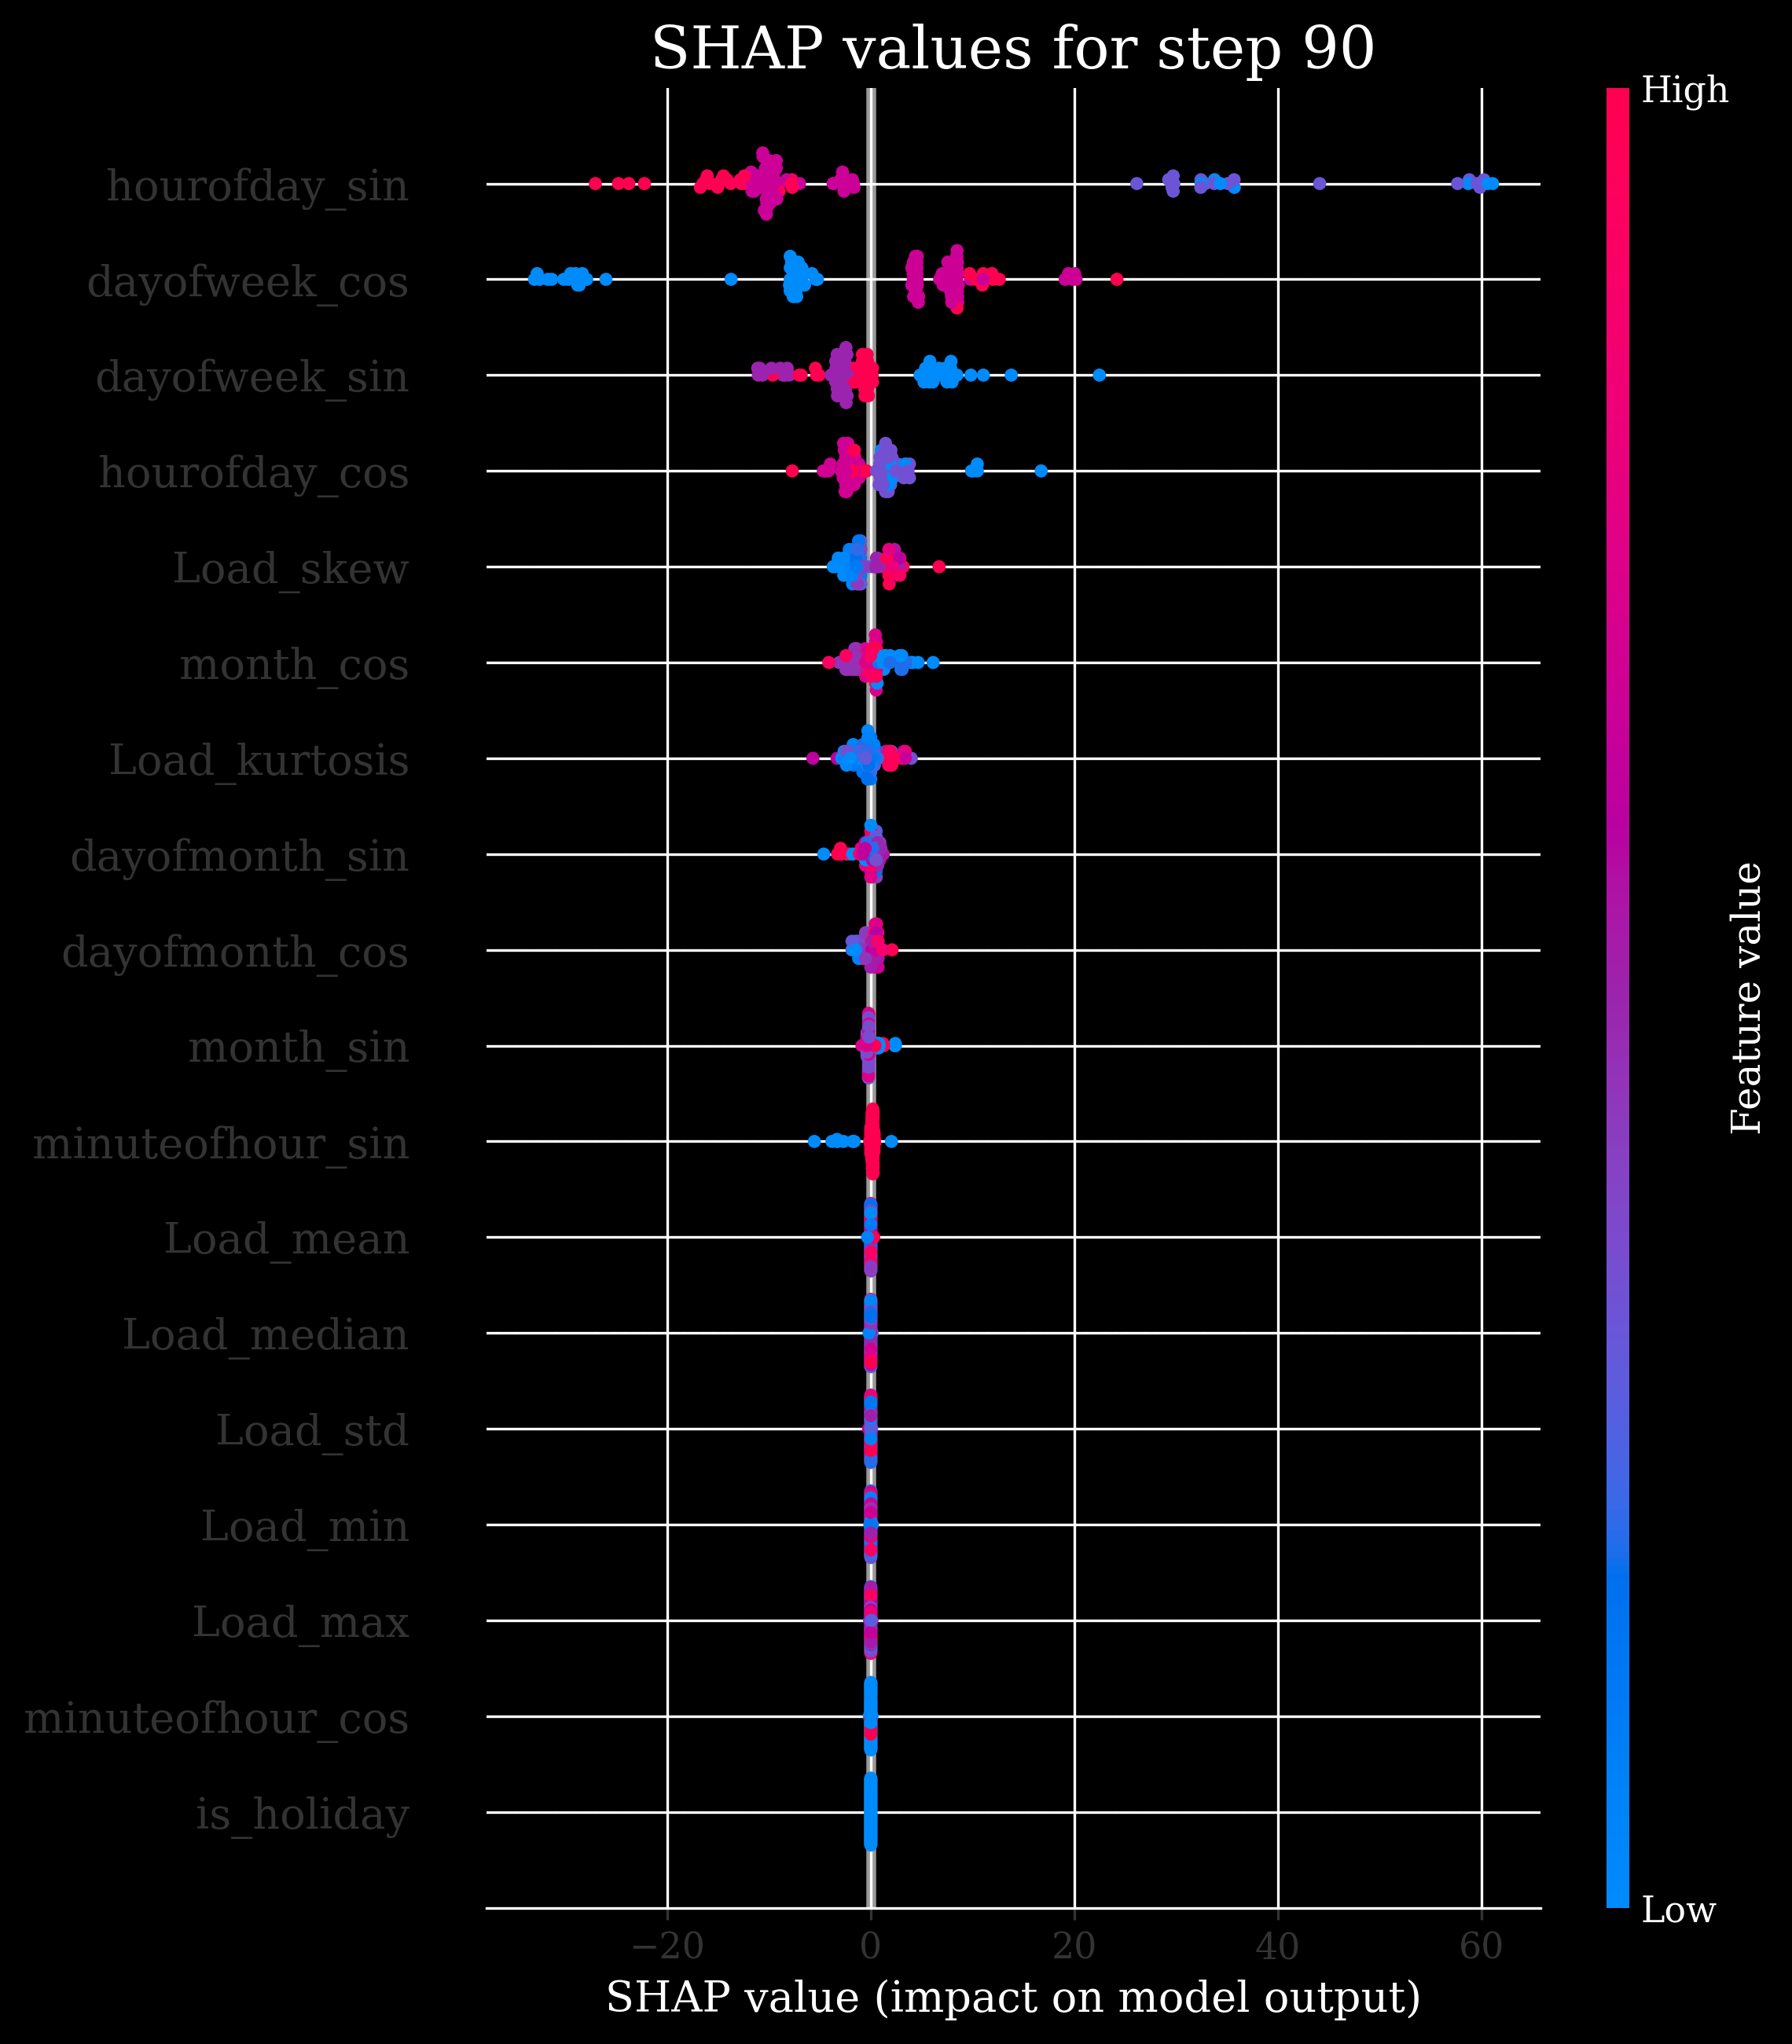 SHAP values for step 90
High
hourofday_sin
dayofweek_cos
dayofweek_sin
hourofday_cos
Load_skew
month_cos
Load_kurtosis
dayofmonth_sin
dayofmonth_cos
month_sin
minuteofhour_sin
Load_mean
Load_median
Load_std
Load_min
Load_max
minuteofhour_cos
is_holiday
Feature value
Low
−20 0 20 40 60
SHAP value (impact on model output)